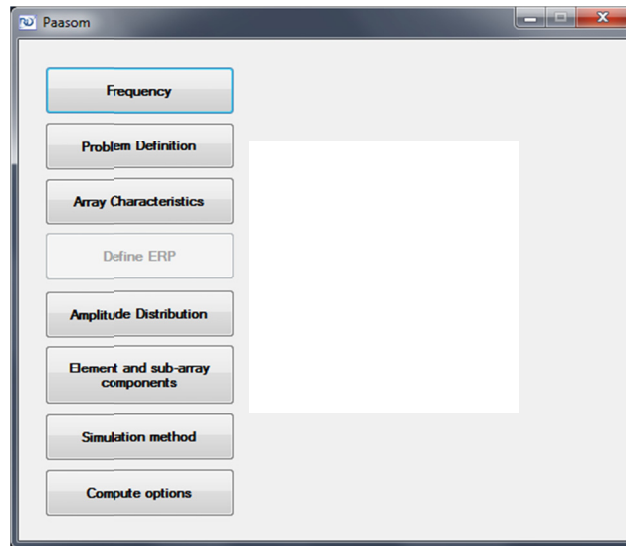 Paasom
Frequency
Problem Definition
Array Characteristics
Define ERP
Amplitude Distribution
Element and sub-array
components
Simulation method
Compute options